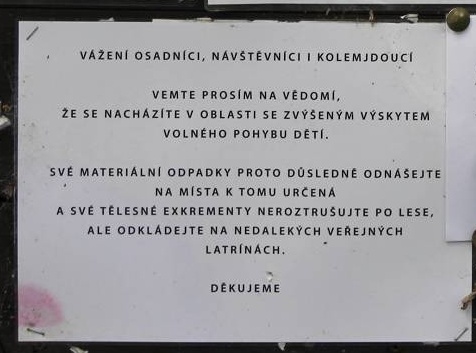 VÁŽENÍ OSADNÍCI, NÁVŠTĚVNÍCI I KOLEMJDOUCÍ
VEMTE PROSÍM NA VĚDOMÍ,
ŽE SE NACHÁZÍTE V OBLASTI SE ZVÝŠENÝM VÝSKYTEM
VOLNÉHO POHYBU DĚTÍ.
SVÉ MATERIÁLNÍ ODPADKY PROTO DŮSLEDNĚ ODNÁŠEJTE
NA MÍSTA K TOMU URČENÁ
A SVÉ TĚLESNÉ EXKREMENTY NEROZTRUŠUJTE PO LESE,
ALE ODKLÁDEJTE NA NEDALEKÝCH VEŘEJNÝCH
LATRÍNÁCH.
DĚKUJEME